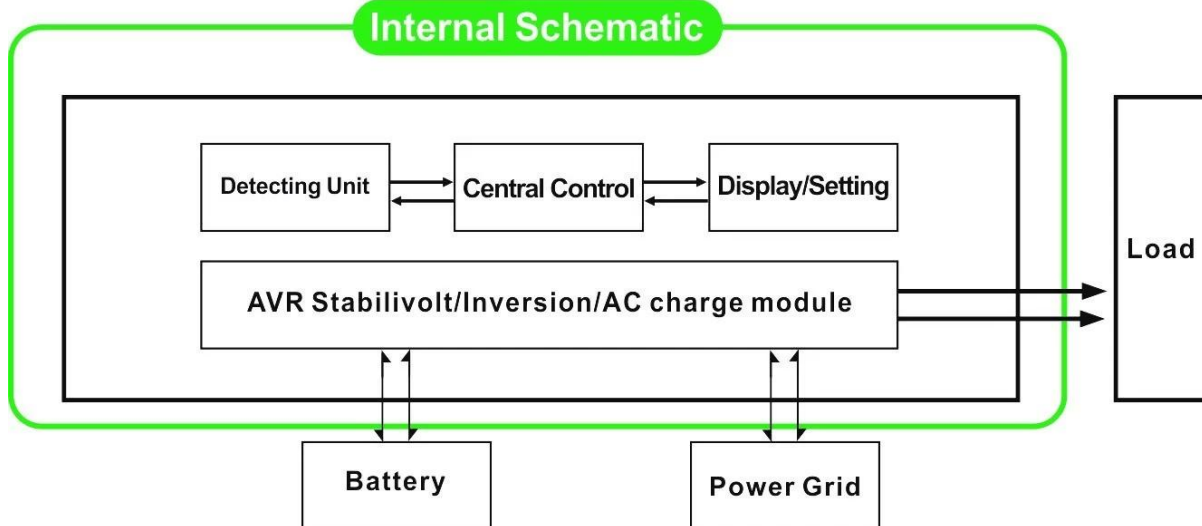 Internal Schematic
Detecting Unit
Central Control
Display/Setting
Load
AVR Stabilivolt/Inversion/AC charge module
Battery
Power Grid